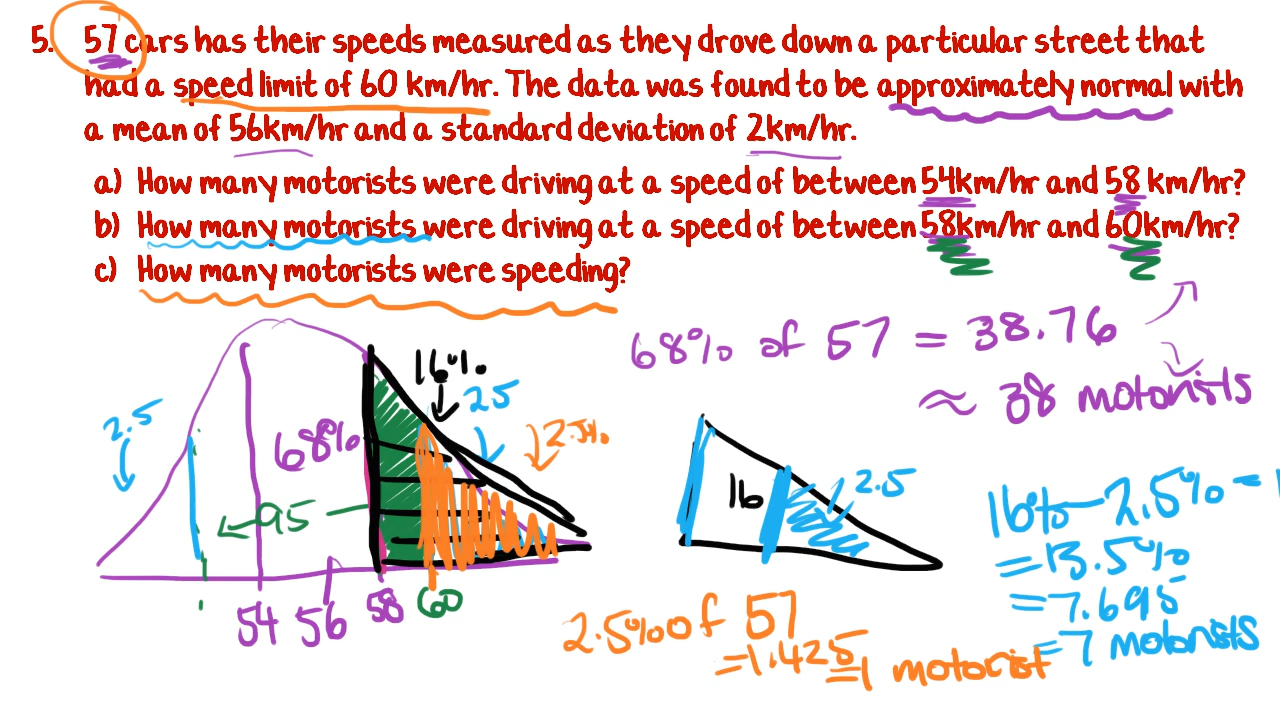 5. 57 cars has their speeds measured as they drove down a particular street that
had a speed limit of 60 km/hr. The data was found to be approximately normal with
a mean of 56km/hr and a standard deviation of 2km/hr.
a) How many motorists were driving at a speed of between 54km/hr and 58 km/hr?
b) How many motorists were driving at a speed of between 58km/hr and 60km/hr?
c) How many motorists were speeding?
68% of 57 = 38.76
≈ 38 motorists
16%
2.5
25
2.5%
68%
95
54 56 58 60
16
2.5
16% - 2.5% =
= 13.5%
= 7.695
= 7 motorists
2.5% of 57
= 1.425
= 1 motorist